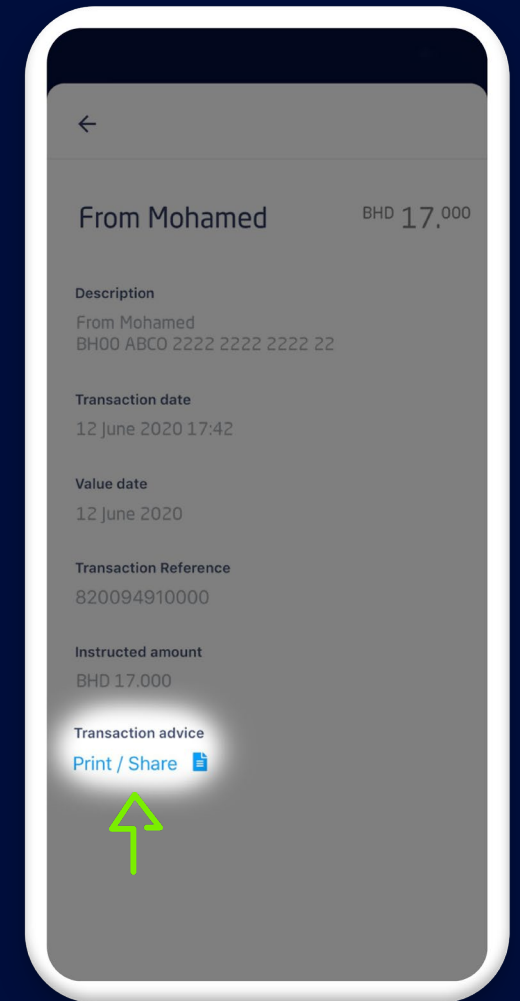 From Mohamed BHD 17.000
Description
From Mohamed
BH00 ABCO 2222 2222 2222 22
Transaction date
12 June 2020 17:42
Value date
12 June 2020
Transaction Reference
820094910000
Instructed amount
BHD 17.000
Transaction advice
Print / Share